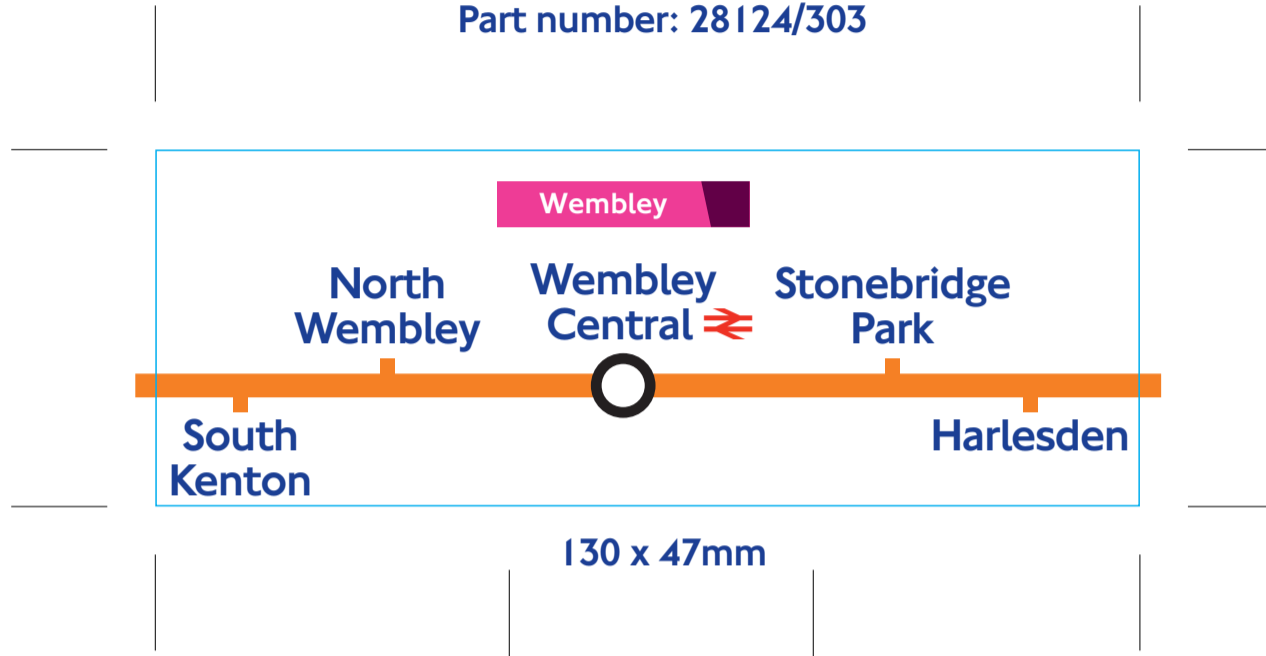 Part number: 28124/303
Wembley
North
Wembley
Wembley
Central
Stonebridge
Park
South
Kenton
Harlesden
130 x 47mm